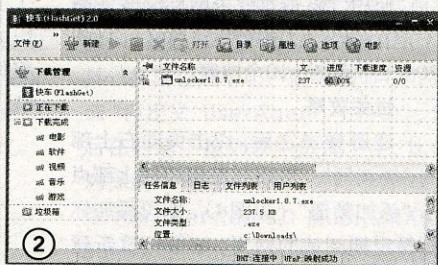 快车(FlashGet)2.0
文件(F) 新建 打开 目录 属性 选项 电影
下载管理
文件名称 文... 进度 下载速度 资源
unlocker1.8.7.exe 237... 60.00% 0/0
快车 (FlashGet)
正在下载
下载完成
电影
软件
视频
音乐
游戏
垃圾箱
任务信息 日志 文件列表 用户列表
文件名称: unlocker1.8.7.exe
文件大小: 237.5 KB
文件类型: .exe
位置: c:\Downloads\
DHT:连接中 UPnP:映射成功
②